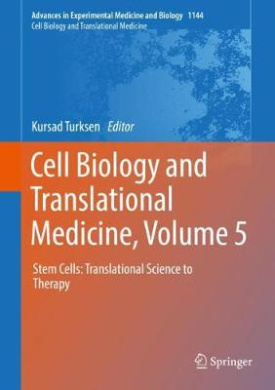 Advances in Experimental Medicine and Biology 1144
Cell Biology and Translational Medicine
Kursad Turksen Editor
Cell Biology and
Translational
Medicine, Volume 5
Stem Cells: Translational Science to
Therapy
Springer